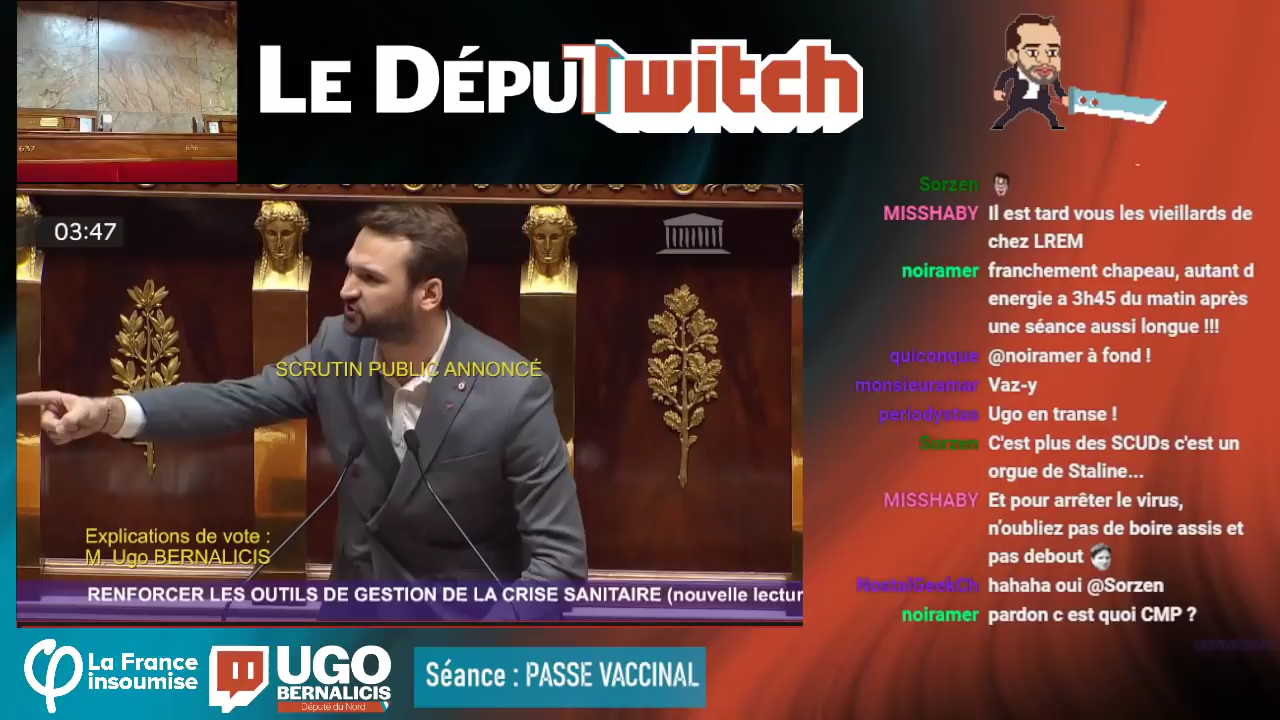 637
636
LE DÉPUTwitch
03:47
SCRUTIN PUBLIC ANNONCÉ
Explications de vote :
M. Ugo BERNALICIS
RENFORCER LES OUTILS DE GESTION DE LA CRISE SANITAIRE (nouvelle lectur
La France
insoumise
UGO
BERNALICIS
Député du Nord
Séance : PASSE VACCINAL
Sorzen
MISSHABY Il est tard vous les vieillards de
chez LREM
noiramer franchement chapeau, autant d
energie a 3h45 du matin après
une séance aussi longue !!!
quiconque @noiramer à fond !
monsieuramar Vaz-y
periodystas Ugo en transe !
Sorzen C'est plus des SCUDs c'est un
orgue de Staline...
MISSHABY Et pour arrêter le virus,
n'oubliez pas de boire assis et
pas debout
NostalGeekCh hahaha oui @Sorzen
noiramer pardon c est quoi CMP ?